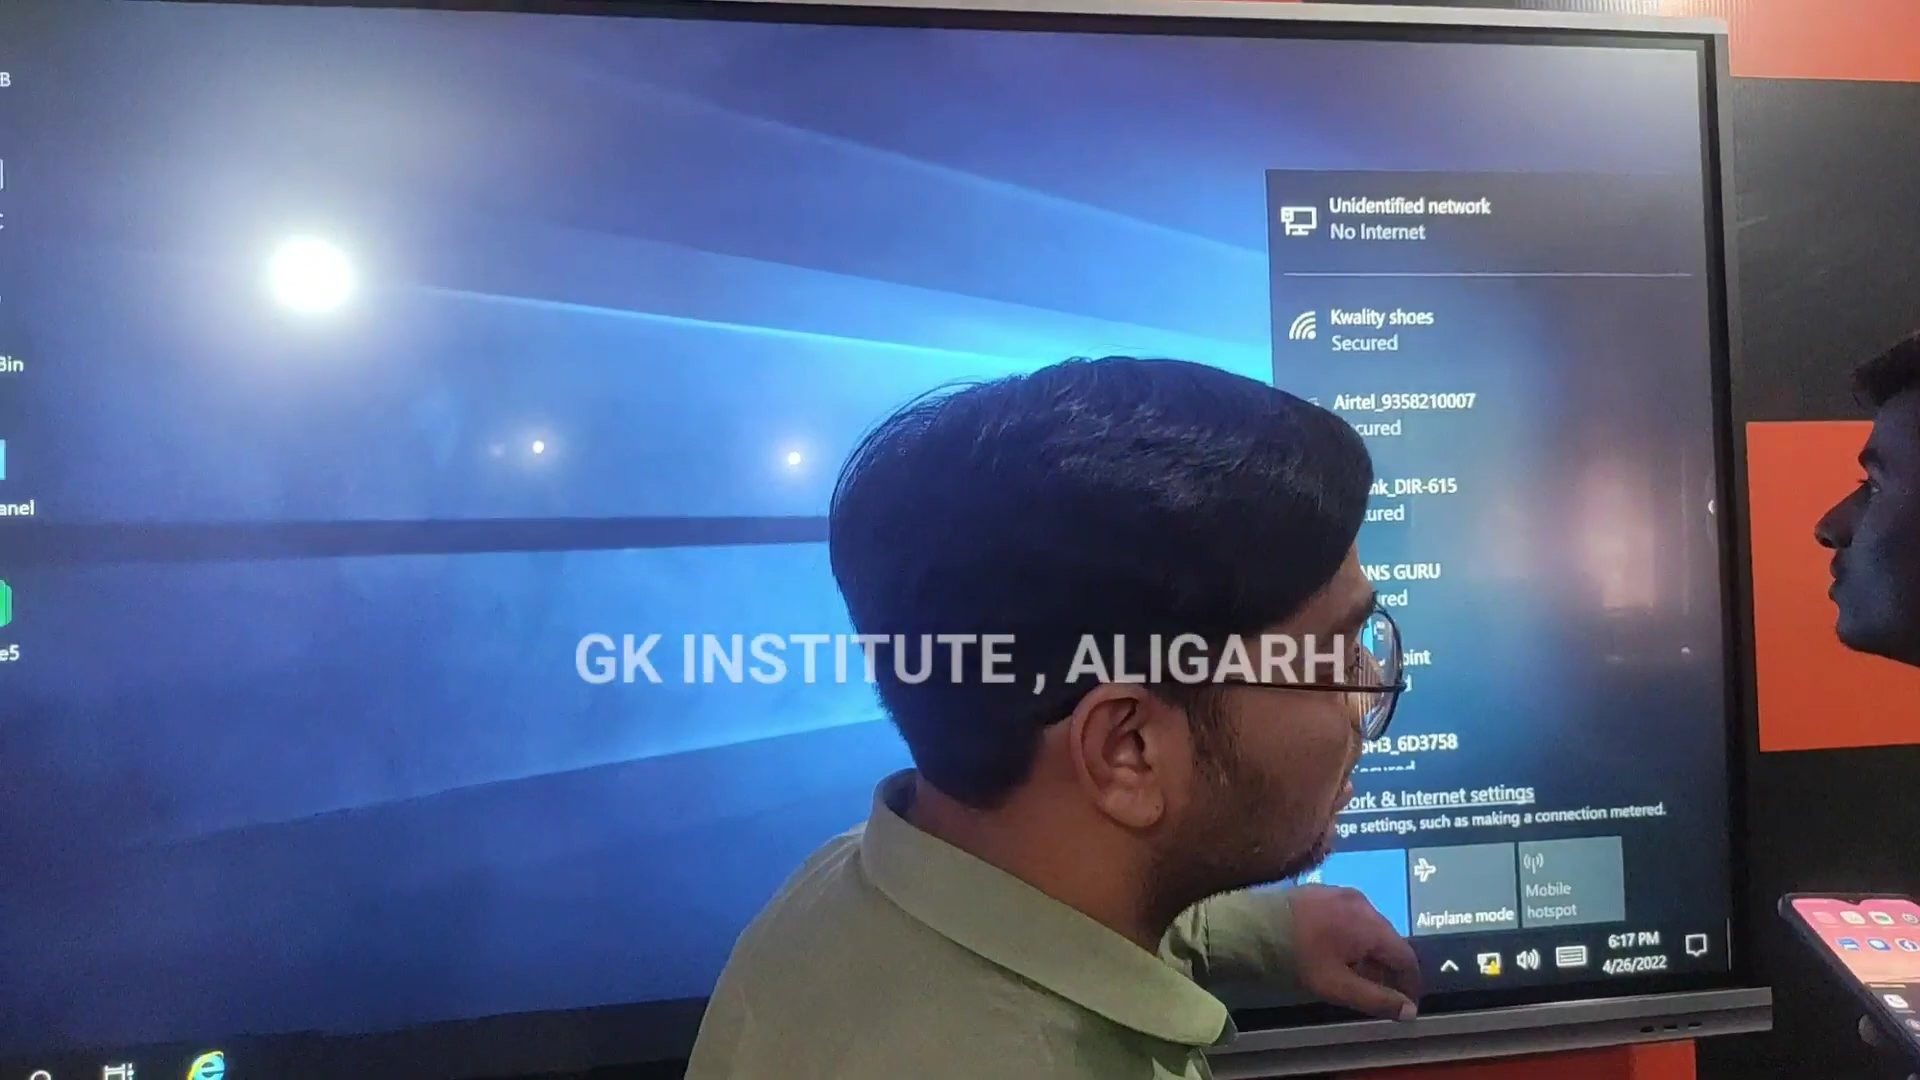 B
Bin
anel
e5
Unidentified network
No Internet
Kwality shoes
Secured
Airtel_9358210007
cured
nk_DIR-615
ured
NS GURU
red
GK INSTITUTE , ALIGARH
oint
6H3_6D3758
ork & Internet settings
nge settings, such as making a connection metered.
Airplane mode
Mobile
hotspot
6:17 PM
4/26/2022